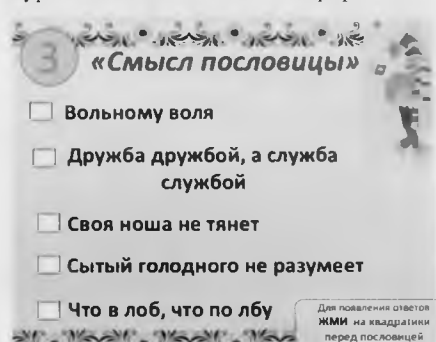 3
«Смысл пословицы»
Вольному воля
Дружба дружбой, а служба
службой
Своя ноша не тянет
Сытый голодного не разумеет
Что в лоб, что по лбу
Для появления ответов
ЖМИ на квадратики
перед пословицей